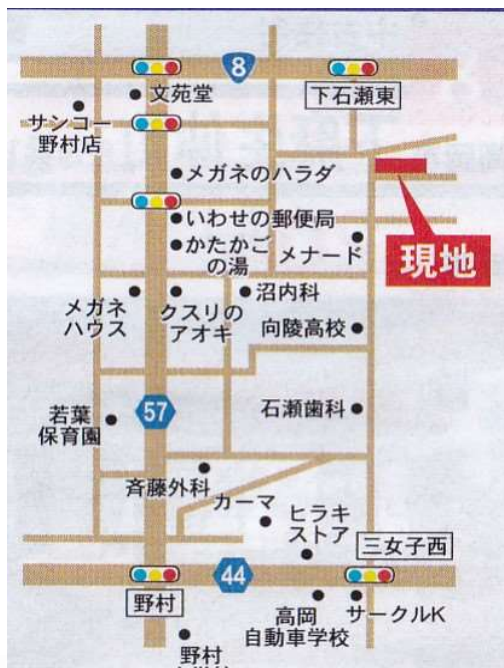 8
文苑堂
下石瀬東
サンコー
野村店
メガネのハラダ
いわせの郵便局
かたかご
の湯
メナード
現地
メガネ
ハウス
クスリの
アオキ
沼内科
向陵高校
57
若葉
保育園
石瀬歯科
斉藤外科
カーマ
ヒラキ
ストア
三女子西
44
野村
高岡
自動車学校
サークルK
野村